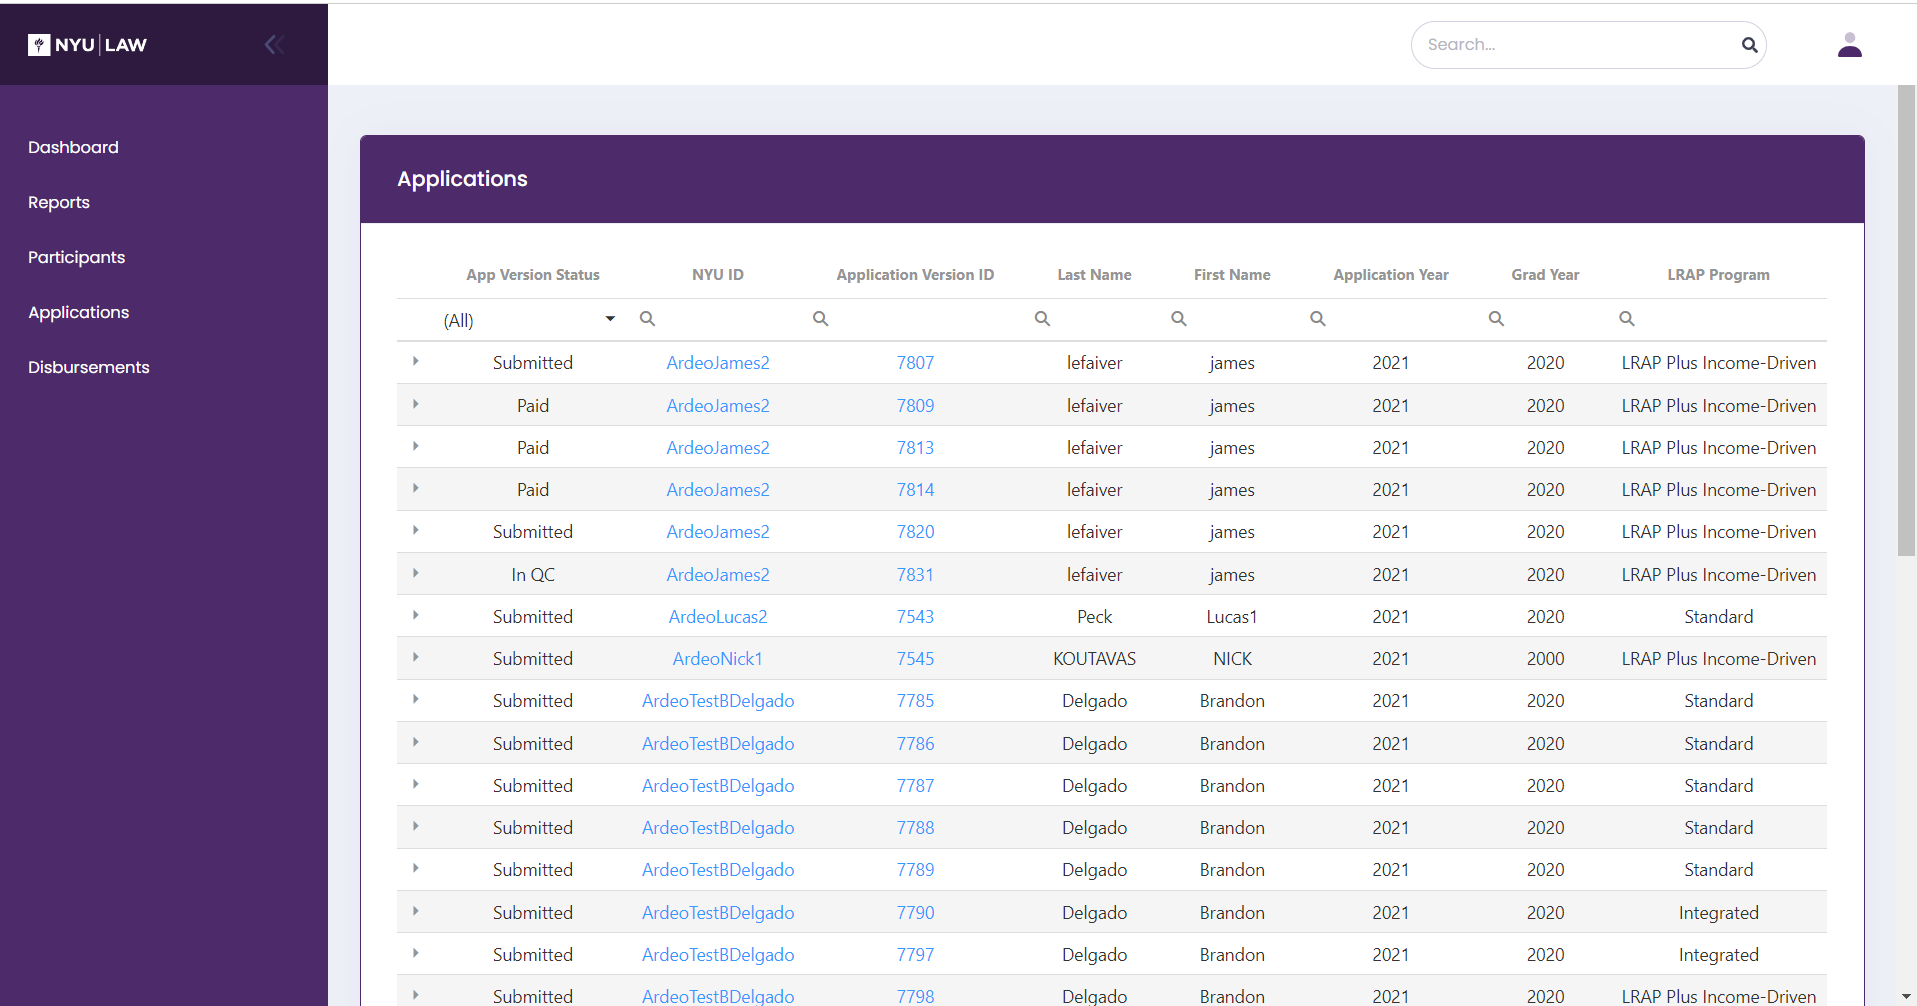 NYU LAW
Search...
Dashboard
Reports
Participants
Applications
Disbursements
Applications
App Version Status NYU ID Application Version ID Last Name First Name Application Year Grad Year LRAP Program
(All)
Submitted ArdeoJames2 7807 lefaiver james 2021 2020 LRAP Plus Income-Driven
Paid ArdeoJames2 7809 lefaiver james 2021 2020 LRAP Plus Income-Driven
Paid ArdeoJames2 7813 lefaiver james 2021 2020 LRAP Plus Income-Driven
Paid ArdeoJames2 7814 lefaiver james 2021 2020 LRAP Plus Income-Driven
Submitted ArdeoJames2 7820 lefaiver james 2021 2020 LRAP Plus Income-Driven
In QC ArdeoJames2 7831 lefaiver james 2021 2020 LRAP Plus Income-Driven
Submitted ArdeoLucas2 7543 Peck Lucas1 2021 2020 Standard
Submitted ArdeoNick1 7545 KOUTAVAS NICK 2021 2000 LRAP Plus Income-Driven
Submitted ArdeoTestBDelgado 7785 Delgado Brandon 2021 2020 Standard
Submitted ArdeoTestBDelgado 7786 Delgado Brandon 2021 2020 Standard
Submitted ArdeoTestBDelgado 7787 Delgado Brandon 2021 2020 Standard
Submitted ArdeoTestBDelgado 7788 Delgado Brandon 2021 2020 Standard
Submitted ArdeoTestBDelgado 7789 Delgado Brandon 2021 2020 Standard
Submitted ArdeoTestBDelgado 7790 Delgado Brandon 2021 2020 Integrated
Submitted ArdeoTestBDelgado 7797 Delgado Brandon 2021 2020 Integrated
Submitted ArdeoTestBDelgado 7798 Delgado Brandon 2021 2020 LRAP Plus Income-Driven